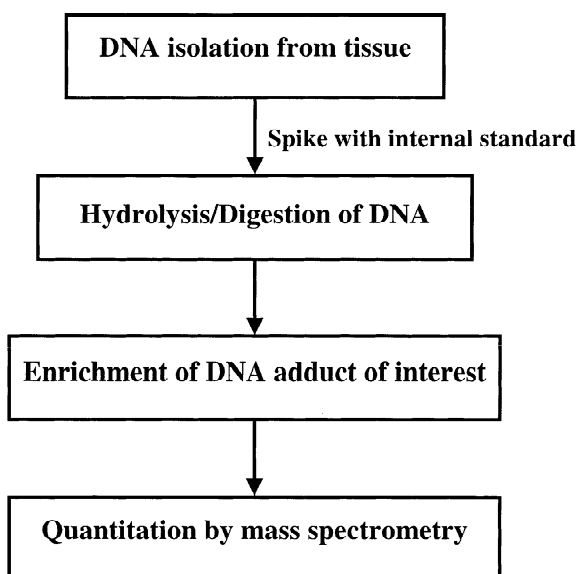 DNA isolation from tissue
Spike with internal standard
Hydrolysis/Digestion of DNA
Enrichment of DNA adduct of interest
Quantitation by mass spectrometry